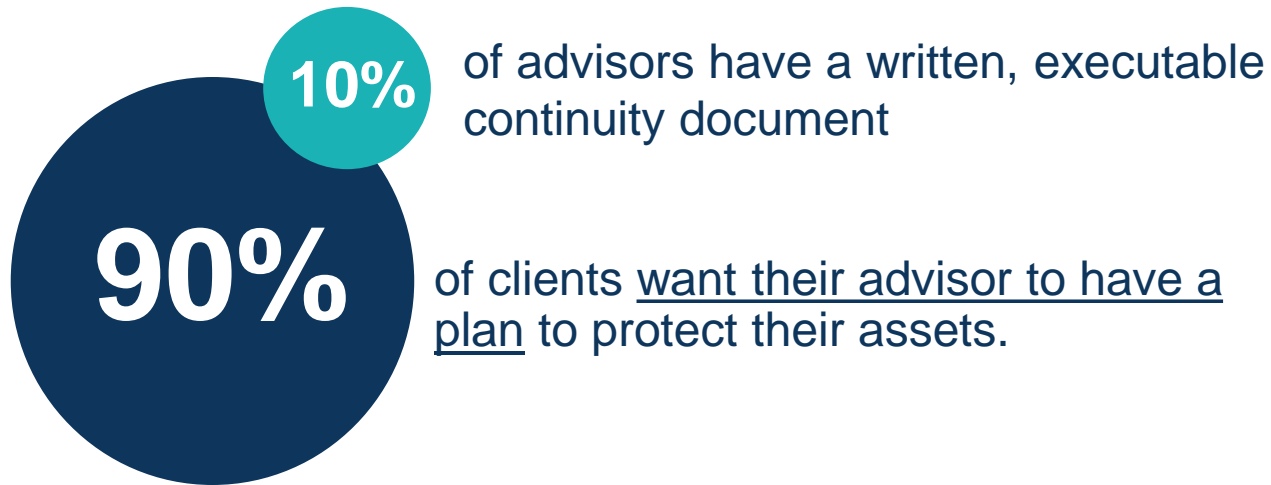 10%
of advisors have a written, executable
continuity document
90%
of clients want their advisor to have a
plan to protect their assets.